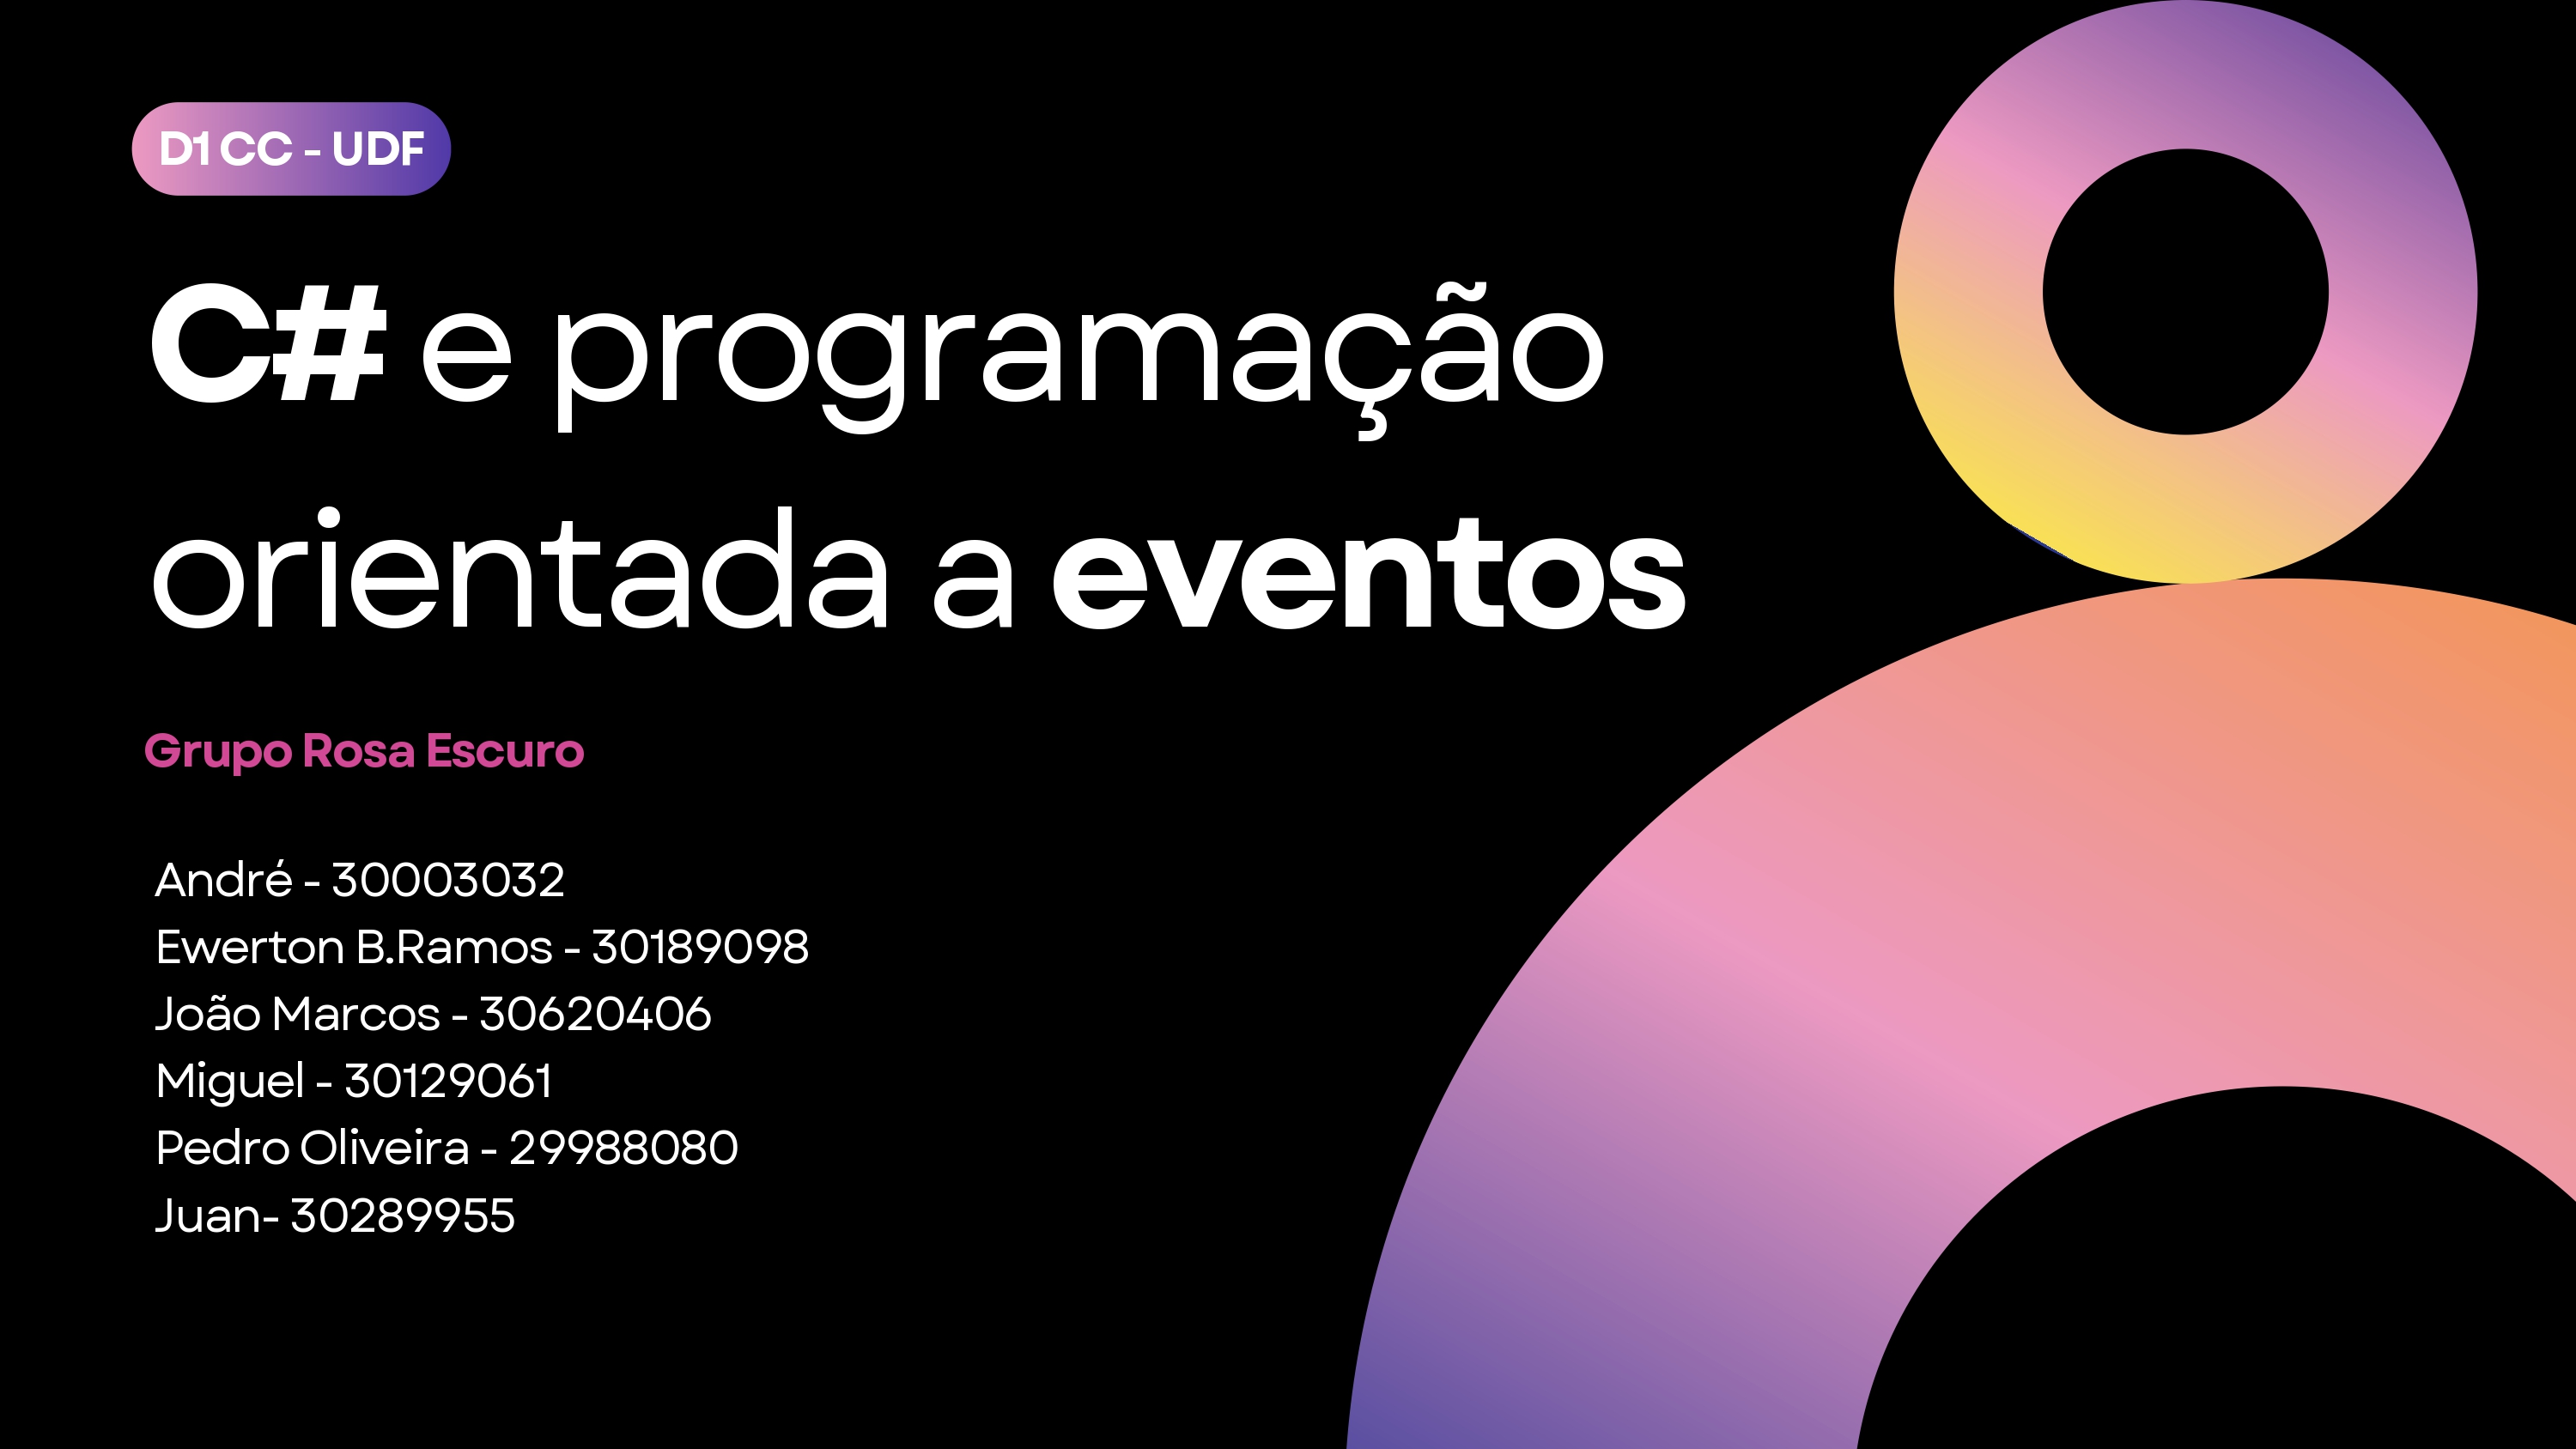 D1 CC - UDF
C# e programação
orientada a eventos
Grupo Rosa Escuro
André - 30003032
Ewerton B.Ramos - 30189098
João Marcos - 30620406
Miguel - 30129061
Pedro Oliveira - 29988080
Juan- 30289955